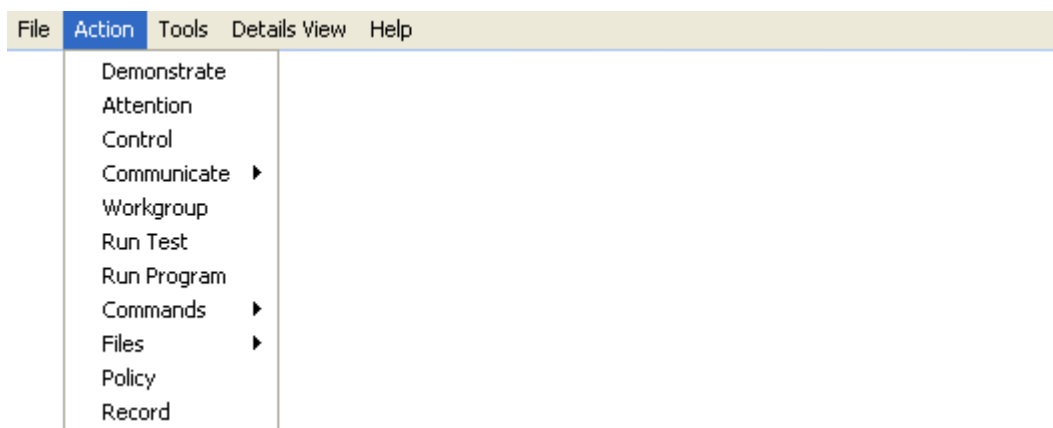 File Action Tools Details View Help
Demonstrate
Attention
Control
Communicate
Workgroup
Run Test
Run Program
Commands
Files
Policy
Record